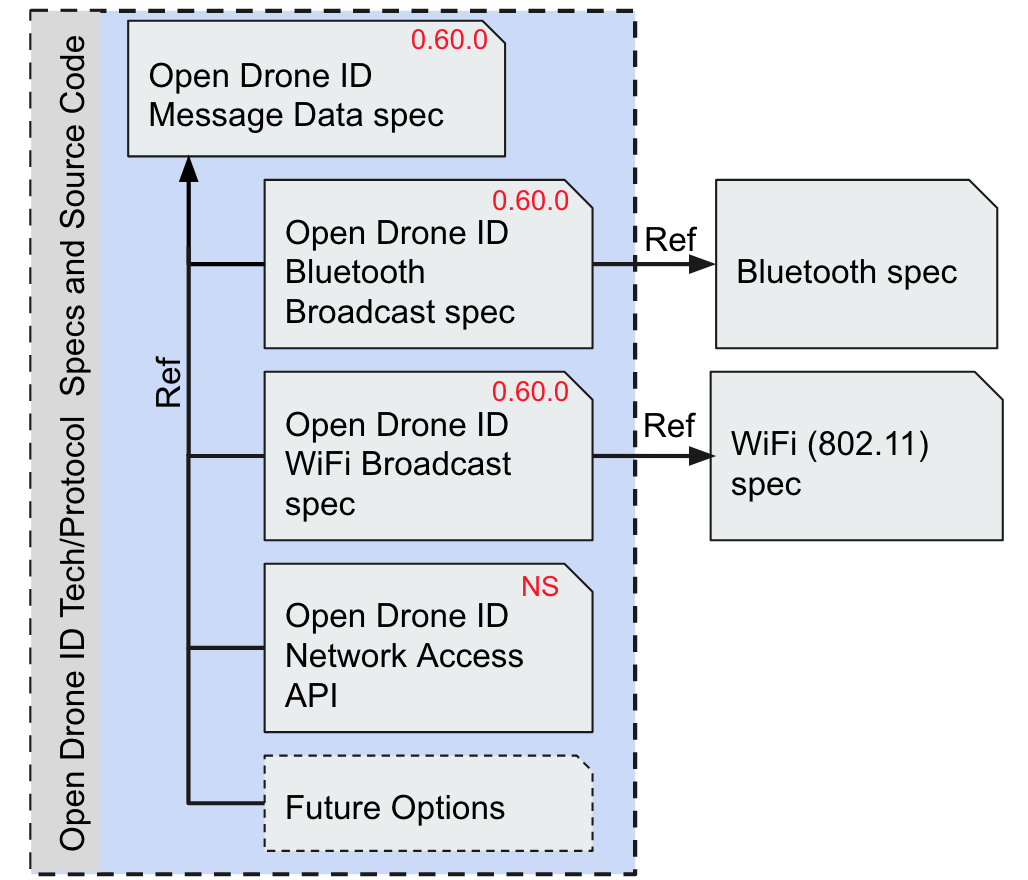 Open Drone ID Tech/Protocol Specs and Source Code
0.60.0
Open Drone ID
Message Data spec
Ref
0.60.0
Open Drone ID
Bluetooth
Broadcast spec
Ref
Bluetooth spec
0.60.0
Open Drone ID
WiFi Broadcast
spec
Ref
WiFi (802.11)
spec
NS
Open Drone ID
Network Access
API
Future Options